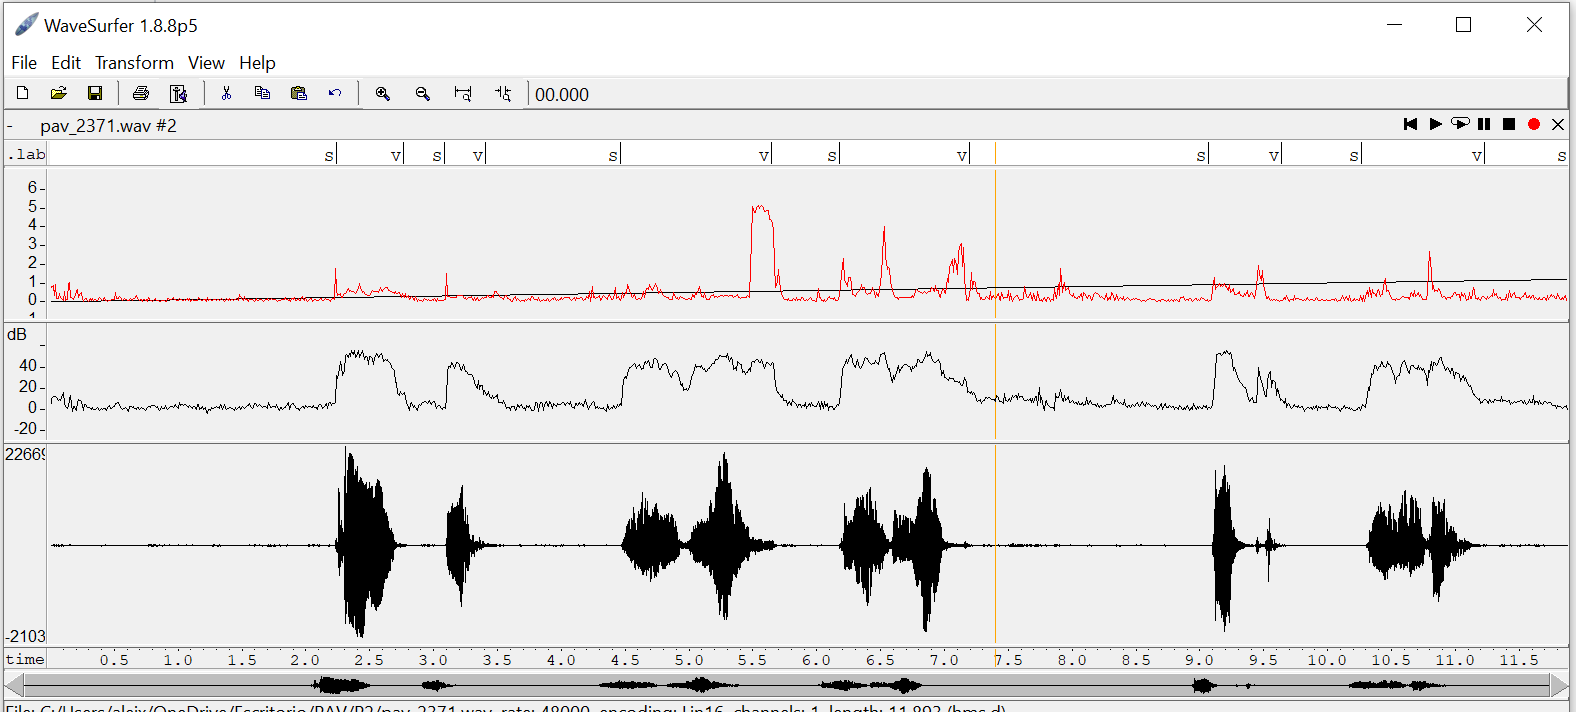 WaveSurfer 1.8.8p5
File Edit Transform View Help
00.000
- pav_2371.wav #2
.lab s v s v s v s v s v s v s
6
5
4
3
2
1
0
1
dB
40
20
0
-20
22669
-2103
time 0.5 1.0 1.5 2.0 2.5 3.0 3.5 4.0 4.5 5.0 5.5 6.0 6.5 7.0 7.5 8.0 8.5 9.0 9.5 10.0 10.5 11.0 11.5
File: C:/Users/aleix/OneDrive/Escritorio/PAV/P2/pav_2371.wav rate: 48000 encoding: Lin16 channels: 1 length: 11.893 (hms.d)